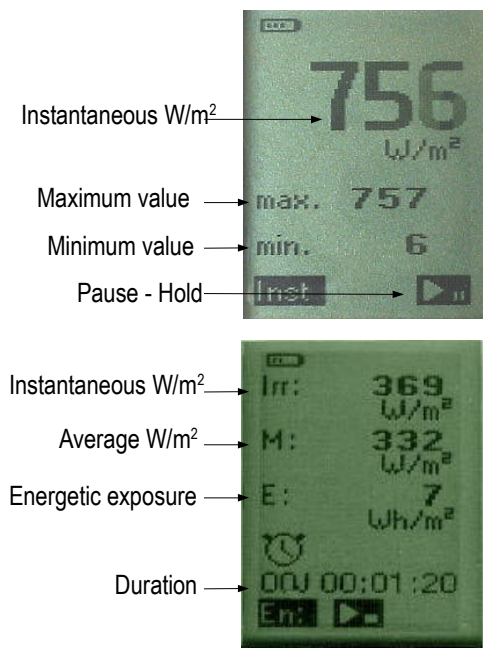 756
Instantaneous W/m²
W/m²
Maximum value
max. 757
Minimum value
min. 6
Pause - Hold
Inst
Instantaneous W/m²
Irr: 369
W/m²
Average W/m²
M: 332
W/m²
Energetic exposure
E: 7
Wh/m²
Duration
00J 00:01:20
En: